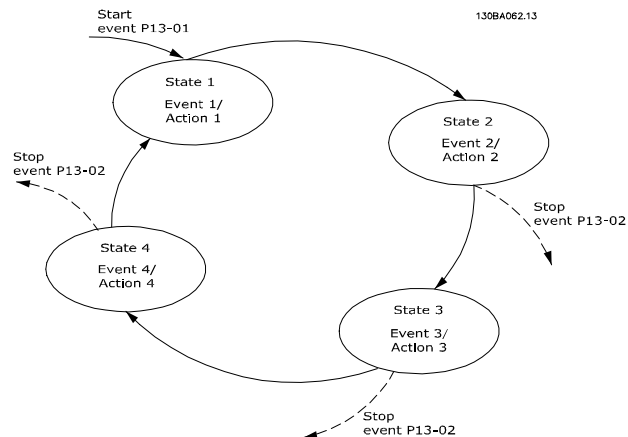 Start
event P13-01
130BA062.13
State 1
Event 1/
Action 1
State 2
Event 2/
Action 2
Stop
event P13-02
Stop
event P13-02
State 4
Event 4/
Action 4
State 3
Event 3/
Action 3
Stop
event P13-02